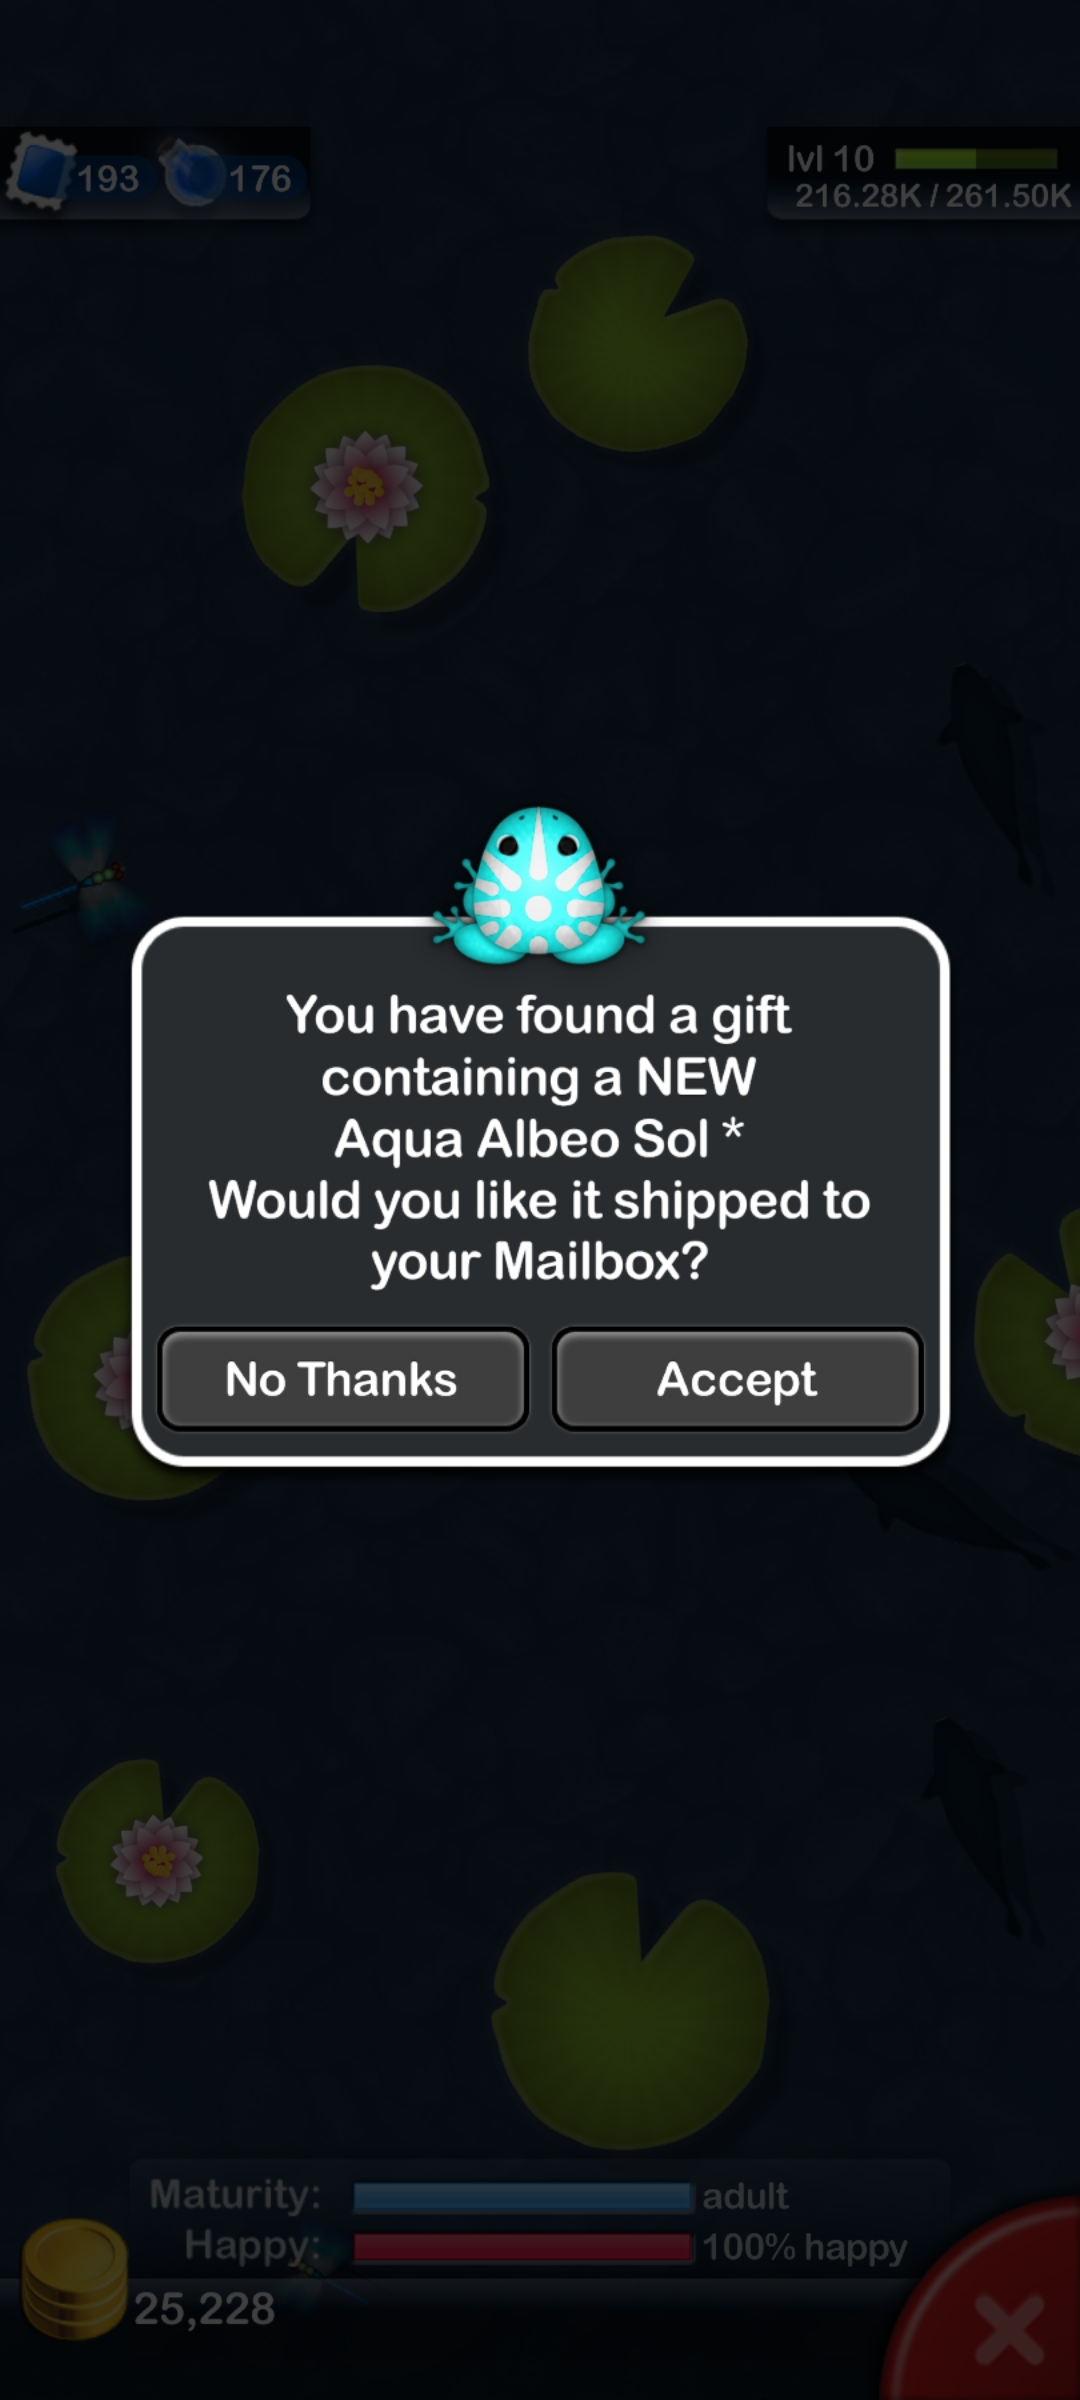 193 176
lvl 10
216.28K / 261.50K
You have found a gift
containing a NEW
Aqua Albeo Sol *
Would you like it shipped to
your Mailbox?
No Thanks Accept
Maturity: adult
Happy: 100% happy
25,228